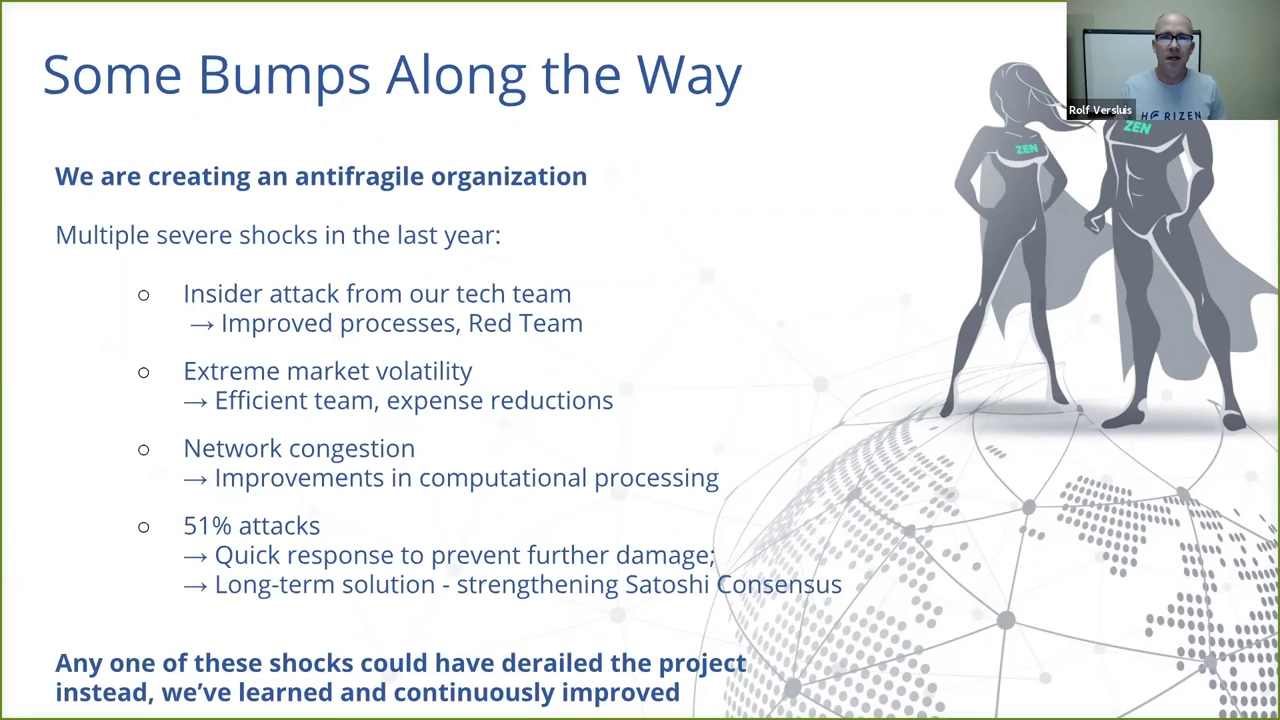 Some Bumps Along the Way
Rolf Versluis
HORIZEN
ZEN
ZEN
We are creating an antifragile organization
Multiple severe shocks in the last year:
○ Insider attack from our tech team
→ Improved processes, Red Team
○ Extreme market volatility
→ Efficient team, expense reductions
○ Network congestion
→ Improvements in computational processing
○ 51% attacks
→ Quick response to prevent further damage;
→ Long-term solution - strengthening Satoshi Consensus
Any one of these shocks could have derailed the project
instead, we’ve learned and continuously improved